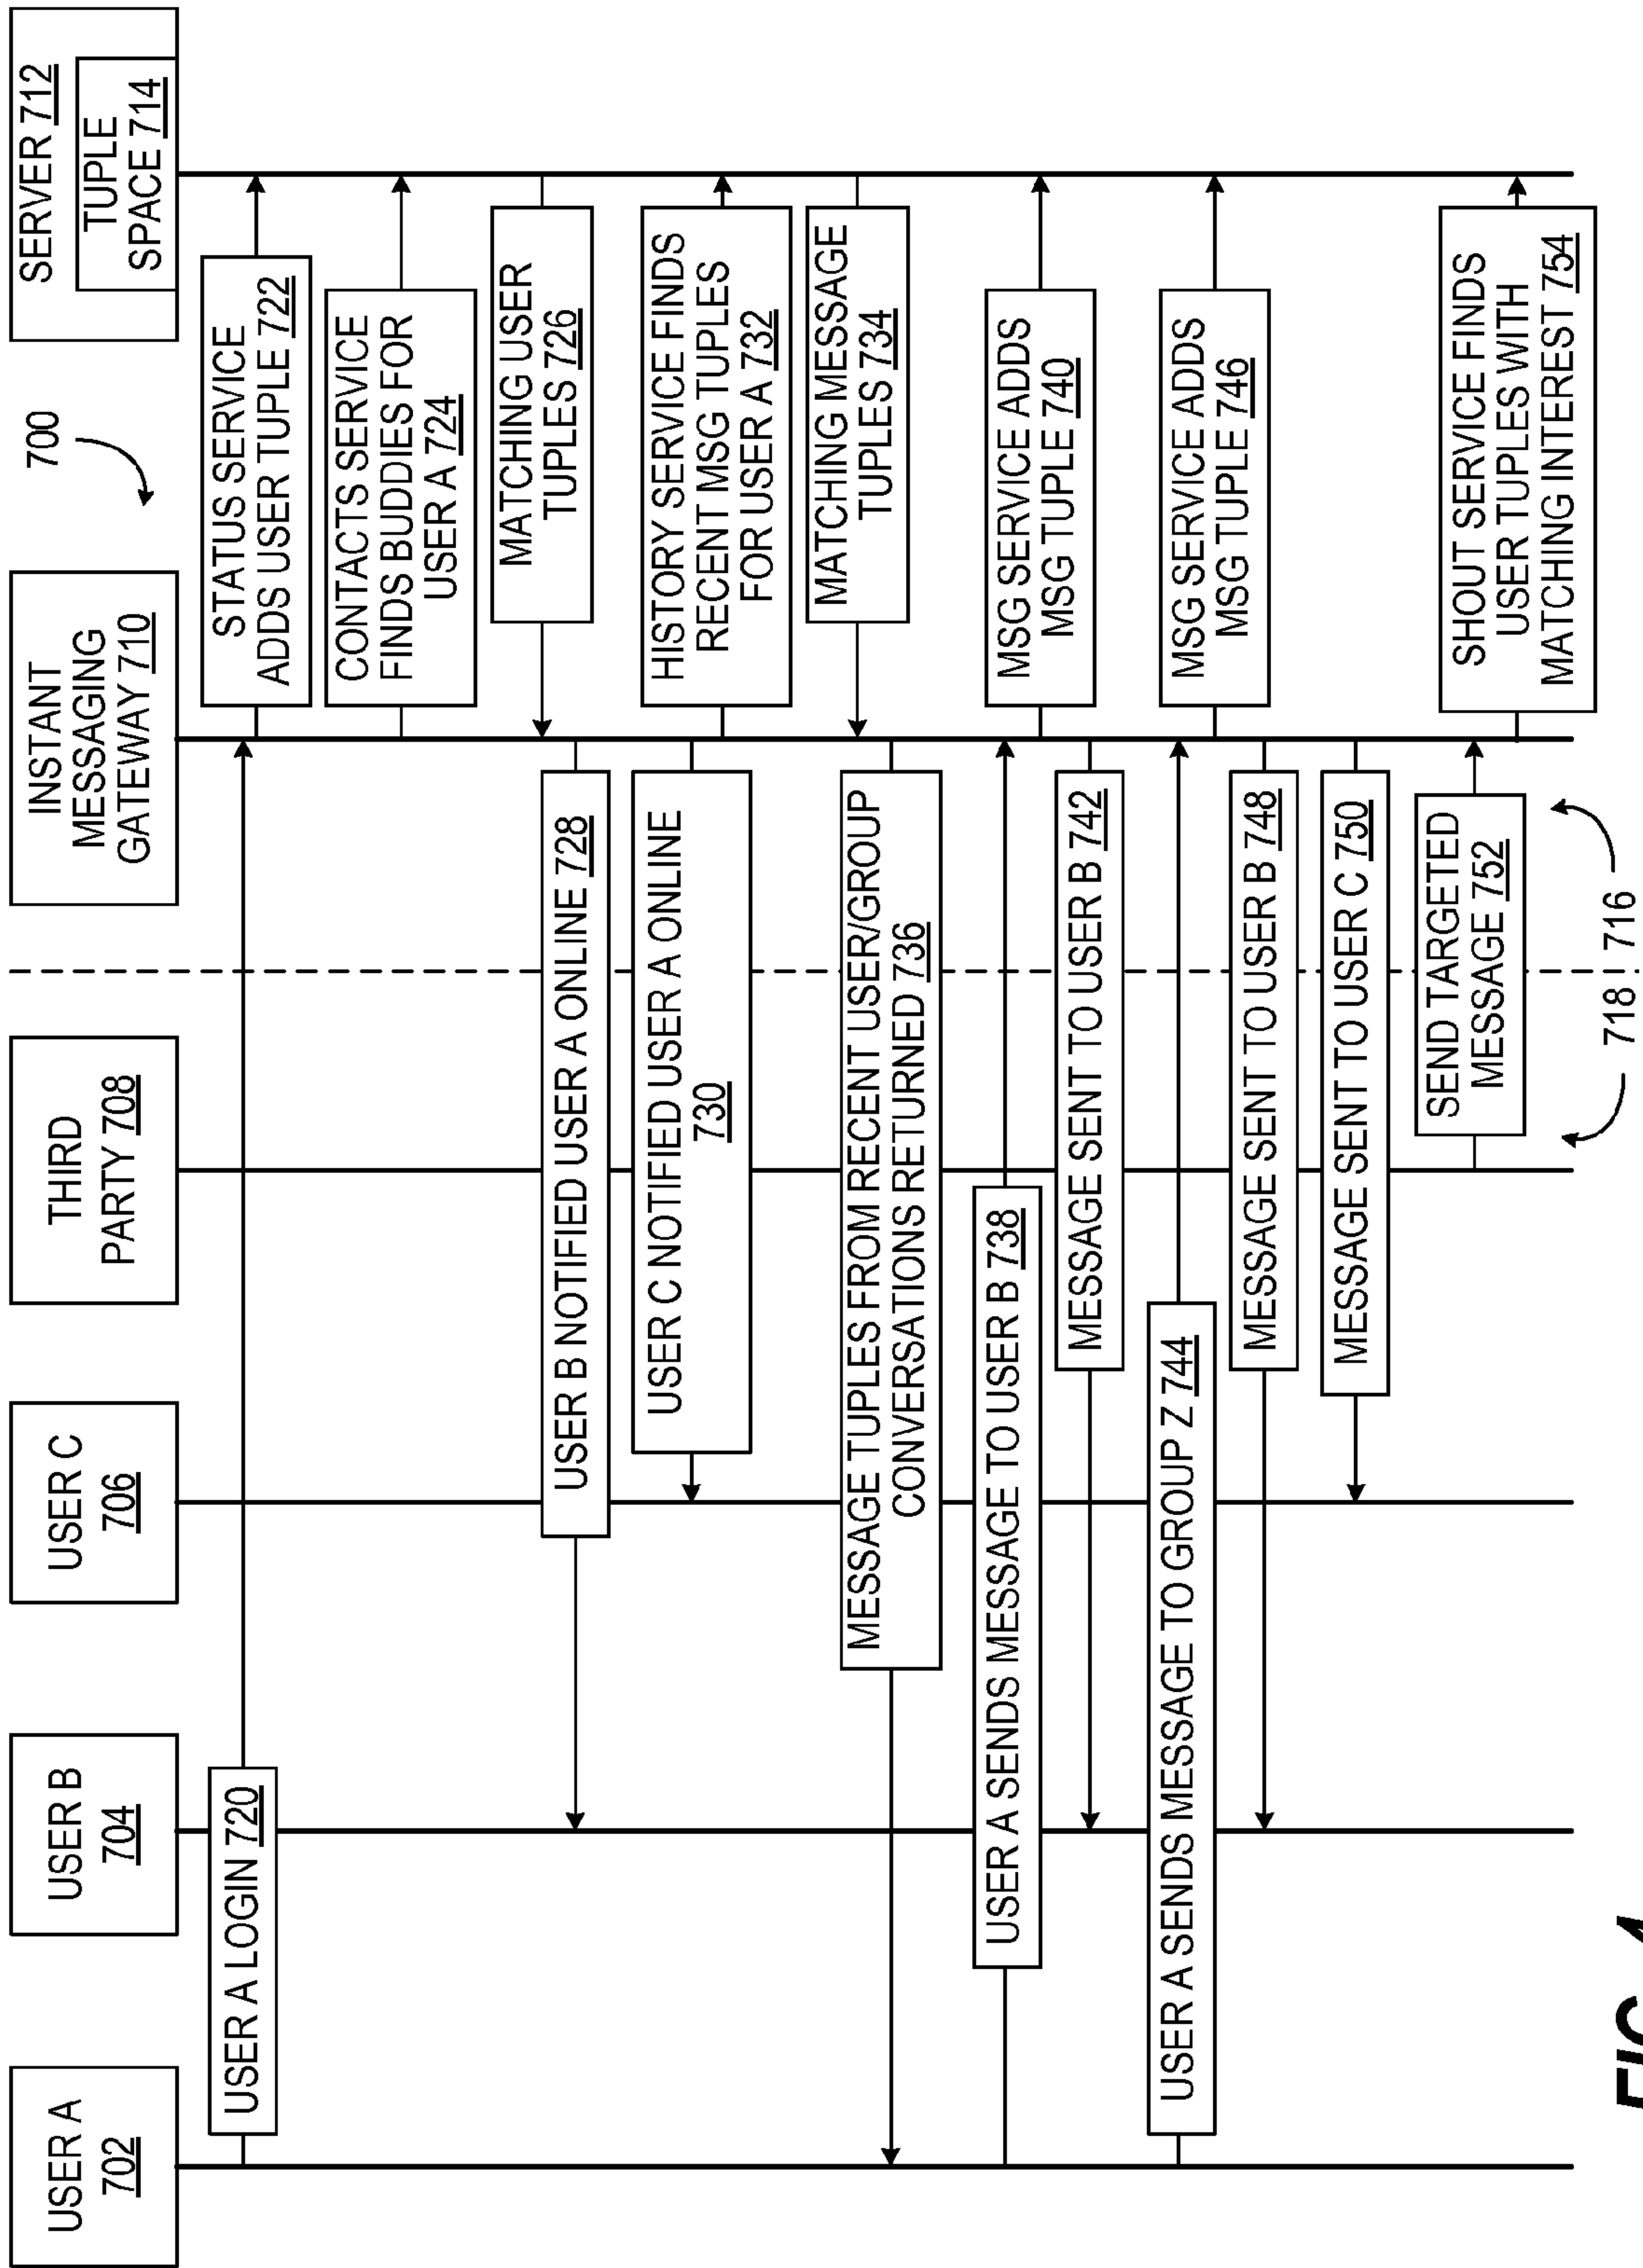 USER A
702
USER B
704
USER C
706
THIRD
PARTY 708
INSTANT
MESSAGING
GATEWAY 710
SERVER 712
TUPLE
SPACE 714
700
USER A LOGIN 720
STATUS SERVICE
ADDS USER TUPLE 722
CONTACTS SERVICE
FINDS BUDDIES FOR
USER A 724
MATCHING USER
TUPLES 726
USER B NOTIFIED USER A ONLINE 728
USER C NOTIFIED USER A ONLINE
730
HISTORY SERVICE FINDS
RECENT MSG TUPLES
FOR USER A 732
MATCHING MESSAGE
TUPLES 734
MESSAGE TUPLES FROM RECENT USER/GROUP
CONVERSATIONS RETURNED 736
USER A SENDS MESSAGE TO USER B 738
MSG SERVICE ADDS
MSG TUPLE 740
MESSAGE SENT TO USER B 742
USER A SENDS MESSAGE TO GROUP Z 744
MSG SERVICE ADDS
MSG TUPLE 746
MESSAGE SENT TO USER B 748
MESSAGE SENT TO USER C 750
SEND TARGETED
MESSAGE 752
SHOUT SERVICE FINDS
USER TUPLES WITH
MATCHING INTEREST 754
718 716
FIG. 4